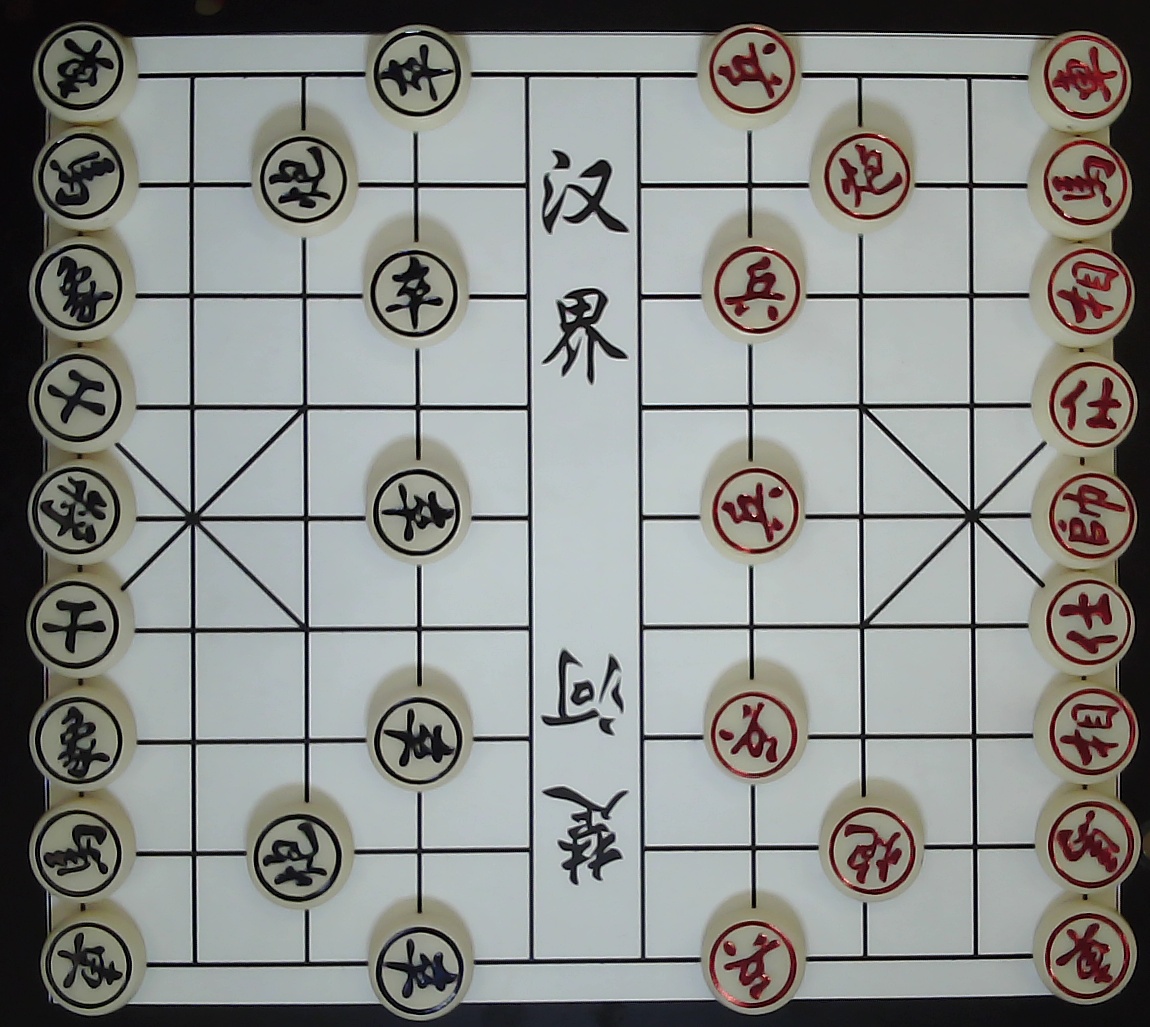 車 卒 兵 車
馬 砲 炮 馬
象 卒 兵 相
士 仕
將 卒 兵 帥
士 仕
象 卒 兵 相
馬 砲 炮 馬
車 卒 兵 車
汉界
楚河